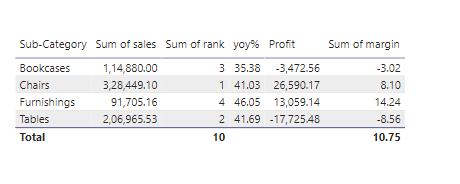 Sub-Category Sum of sales Sum of rank yoy% Profit Sum of margin
Bookcases 1,14,880.00 3 35.38 -3,472.56 -3.02
Chairs 3,28,449.10 1 41.03 26,590.17 8.10
Furnishings 91,705.16 4 46.05 13,059.14 14.24
Tables 2,06,965.53 2 41.69 -17,725.48 -8.56
Total 10 10.75